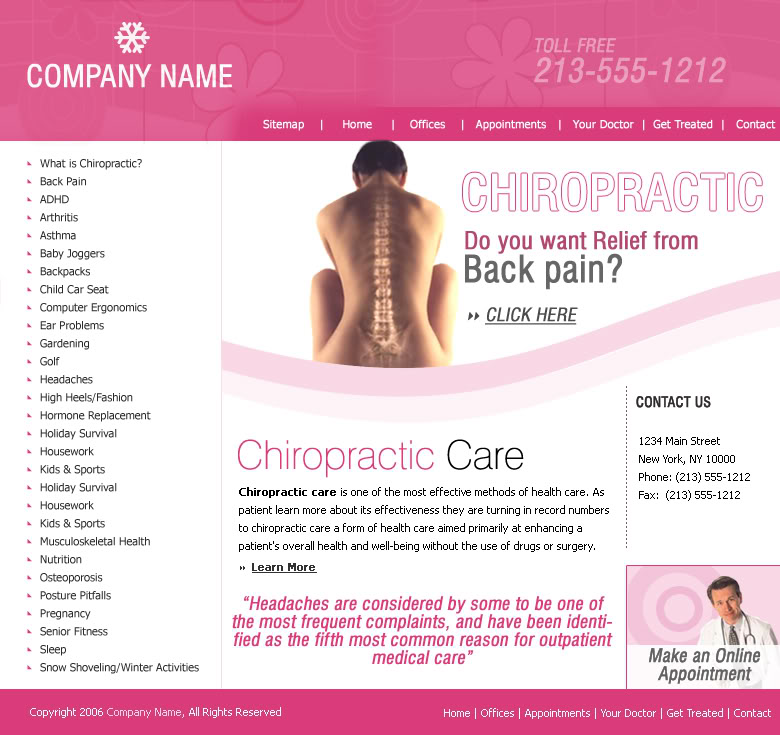 COMPANY NAME
TOLL FREE
213-555-1212
Sitemap | Home | Offices | Appointments | Your Doctor | Get Treated | Contact
What is Chiropractic?
Back Pain
ADHD
Arthritis
Asthma
Baby Joggers
Backpacks
Child Car Seat
Computer Ergonomics
Ear Problems
Gardening
Golf
Headaches
High Heels/Fashion
Hormone Replacement
Holiday Survival
Housework
Kids & Sports
Holiday Survival
Housework
Kids & Sports
Musculoskeletal Health
Nutrition
Osteoporosis
Posture Pitfalls
Pregnancy
Senior Fitness
Sleep
Snow Shoveling/Winter Activities
CHIROPRACTIC
Do you want Relief from
Back pain?
CLICK HERE
Chiropractic Care
Chiropractic care is one of the most effective methods of health care. As
patient learn more about its effectiveness they are turning in record numbers
to chiropractic care a form of health care aimed primarily at enhancing a
patient's overall health and well-being without the use of drugs or surgery.
Learn More
“Headaches are considered by some to be one of
the most frequent complaints, and have been identi-
fied as the fifth most common reason for outpatient
medical care”
CONTACT US
1234 Main Street
New York, NY 10000
Phone: (213) 555-1212
Fax: (213) 555-1212
Make an Online
Appointment
Copyright 2006 Company Name, All Rights Reserved
Home | Offices | Appointments | Your Doctor | Get Treated | Contact